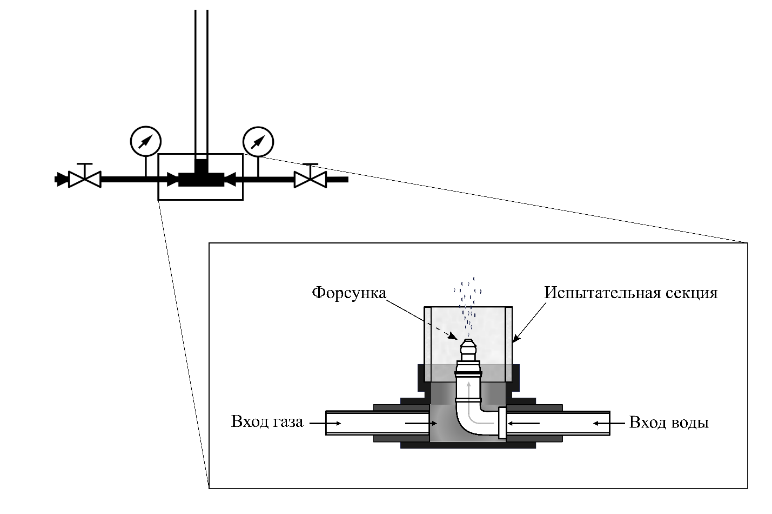 Форсунка
Испытательная секция
Вход газа
Вход воды